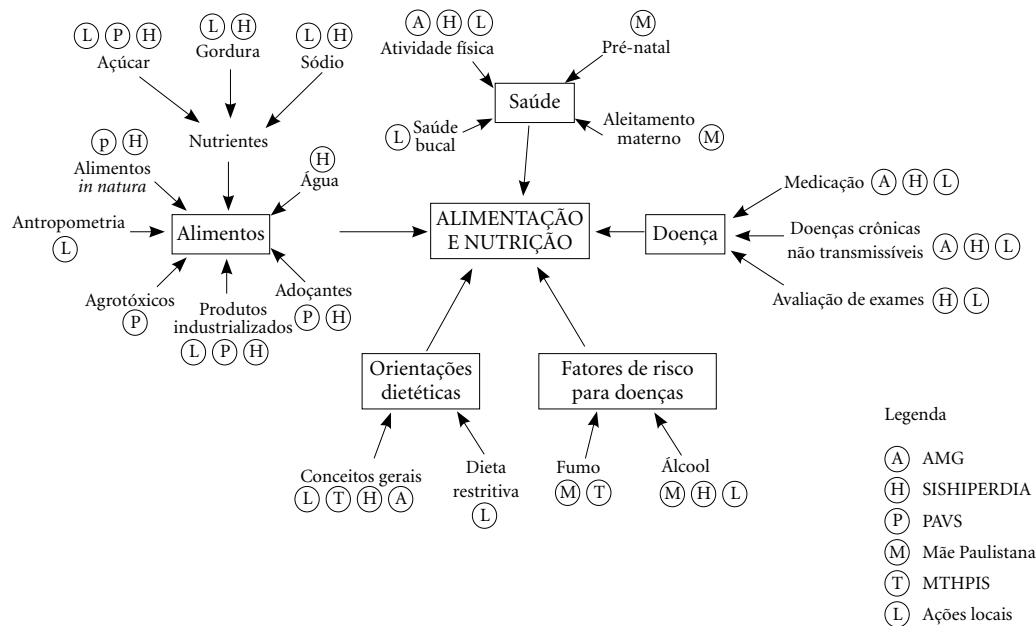 L P H
Açúcar
L H
Gordura
L H
Sódio
Nutrientes
p H
Alimentos
in natura
H
Água
Antropometria
L
Alimentos
Agrotóxicos
P
Produtos
industrializados
L P H
Adoçantes
P H
A H L
Atividade física
M
Pré-natal
Saúde
L Saúde
bucal
Aleitamento
materno M
ALIMENTAÇÃO
E NUTRIÇÃO
Doença
Medicação A H L
Doenças crônicas
não transmissíveis A H L
Avaliação de exames H L
Orientações
dietéticas
Conceitos gerais
L T H A
Dieta
restritiva
L
Fatores de risco
para doenças
Fumo
M T
Álcool
M H L
Legenda
A AMG
H SISHIPERDIA
P PAVS
M Mãe Paulistana
T MTHPIS
L Ações locais